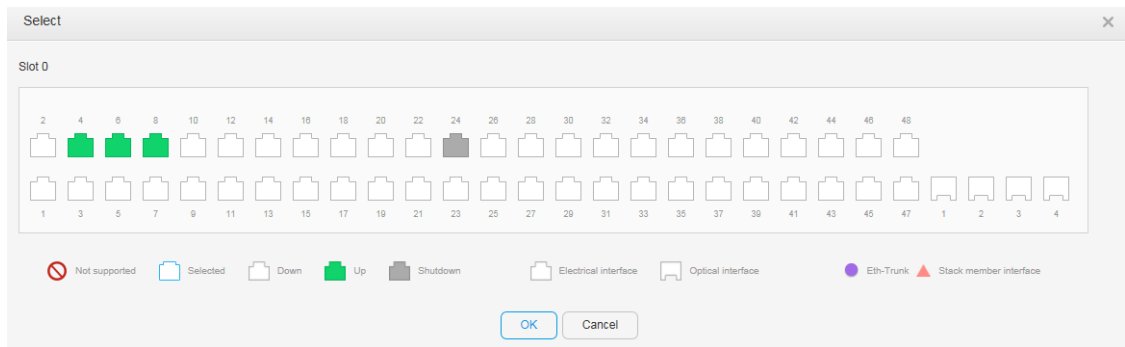 Select
Slot 0
2 4 6 8 10 12 14 16 18 20 22 24 26 28 30 32 34 36 38 40 42 44 46 48
1 3 5 7 9 11 13 15 17 19 21 23 25 27 29 31 33 35 37 39 41 43 45 47 1 2 3 4
Not supported Selected Down Up Shutdown Electrical interface Optical interface Eth-Trunk Stack member interface
OK Cancel